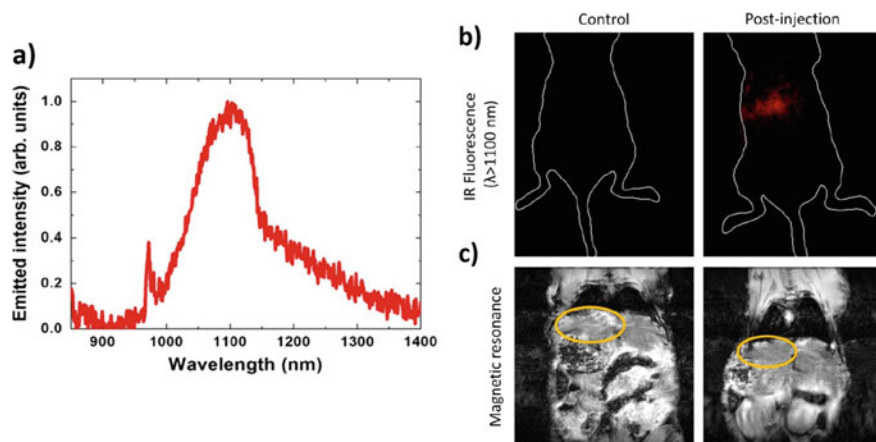 a)
Emitted intensity (arb. units)
1.0
0.8
0.6
0.4
0.2
0.0
900 1000 1100 1200 1300 1400
Wavelength (nm)
b)
Control Post-injection
IR Fluorescence
(λ>1100 nm)
c)
Magnetic resonance